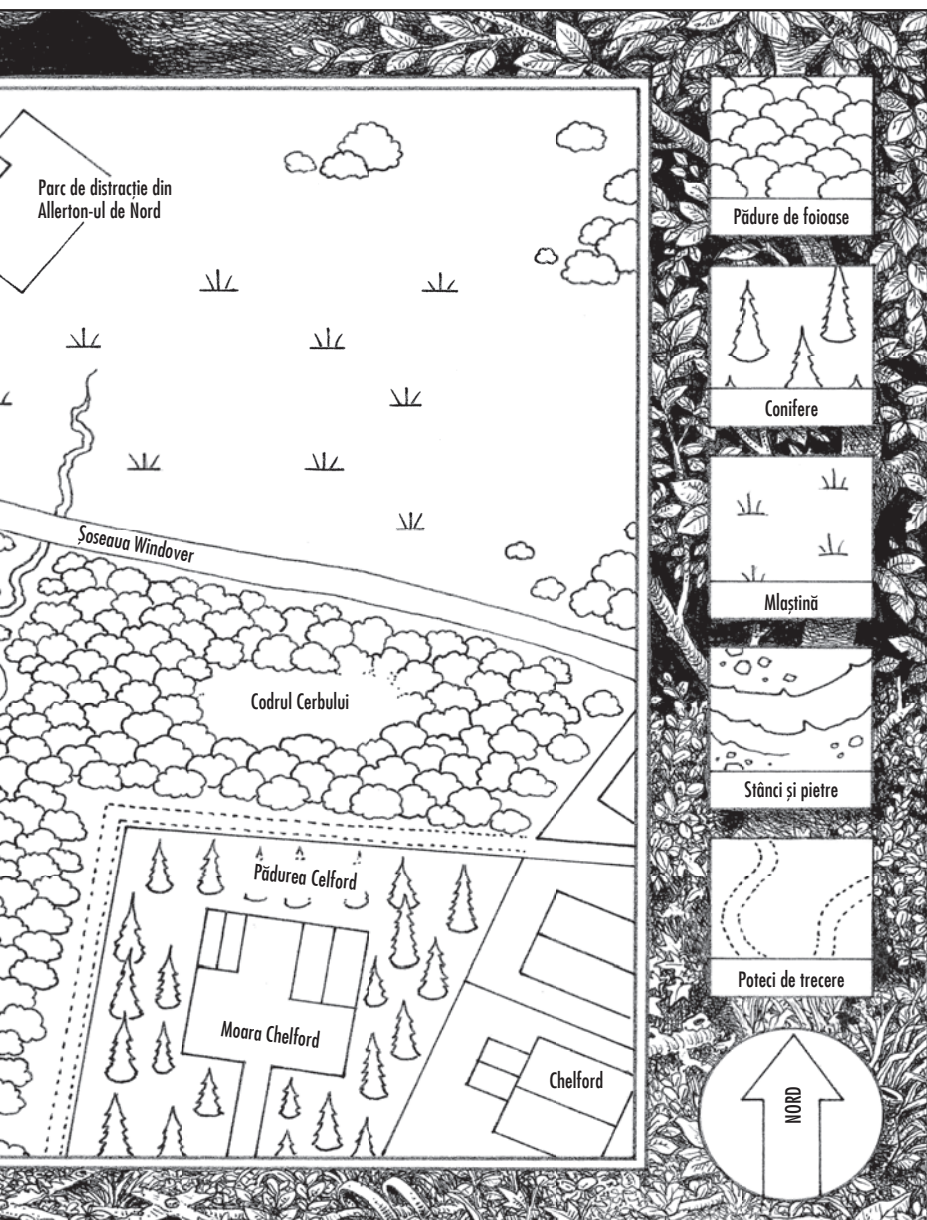 Parc de distracție din
Allerton-ul de Nord
Șoseaua Windover
Codrul Cerbului
Pădurea Celford
Moara Chelford
Chelford
Pădure de foioase
Conifere
Mlaștină
Stânci și pietre
Poteci de trecere
NORD